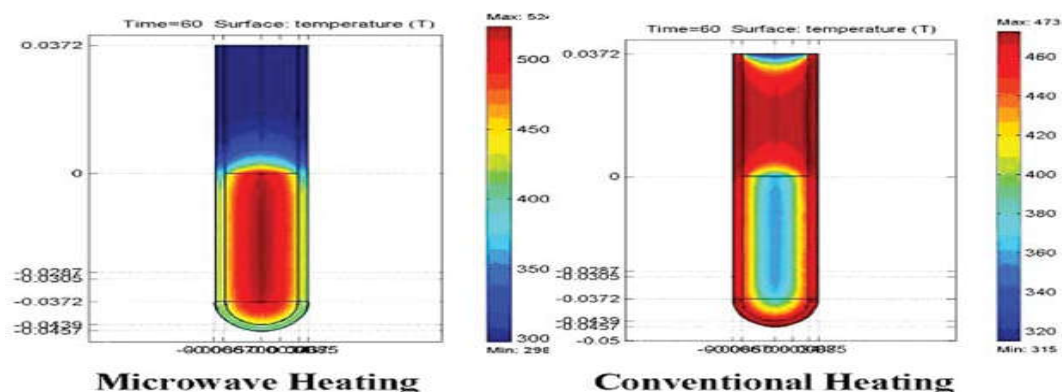 Time=60 Surface: temperature (T)
Max: 52
0.0372
0
-0.0372
500
450
400
350
300
Min: 298
Microwave Heating
Time=60 Surface: temperature (T)
Max: 473
0.0372
0
-0.0372
-0.05
460
440
420
400
380
360
340
320
Min: 315
Conventional Heating